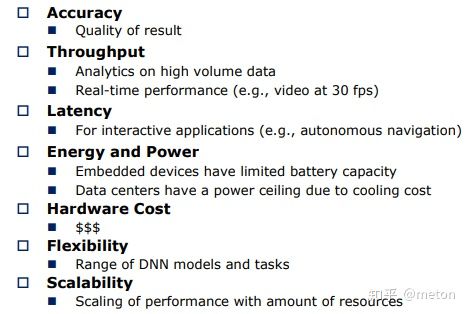 Accuracy
Quality of result
Throughput
Analytics on high volume data
Real-time performance (e.g., video at 30 fps)
Latency
For interactive applications (e.g., autonomous navigation)
Energy and Power
Embedded devices have limited battery capacity
Data centers have a power ceiling due to cooling cost
Hardware Cost
$$$
Flexibility
Range of DNN models and tasks
Scalability
Scaling of performance with amount of resources
知乎 @meton